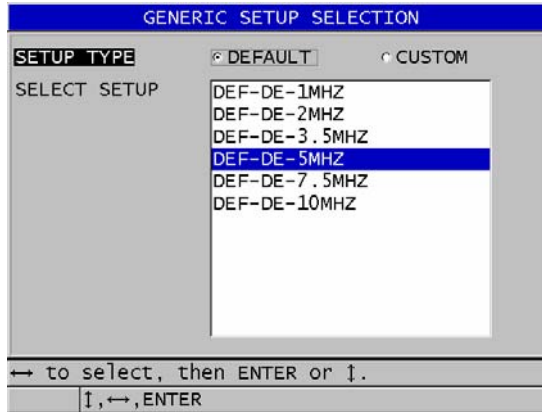 GENERIC SETUP SELECTION
SETUP TYPE DEFAULT CUSTOM
SELECT SETUP
DEF-DE-1MHZ
DEF-DE-2MHZ
DEF-DE-3.5MHZ
DEF-DE-5MHZ
DEF-DE-7.5MHZ
DEF-DE-10MHZ
↔ to select, then ENTER or ↕.
↕,↔,ENTER